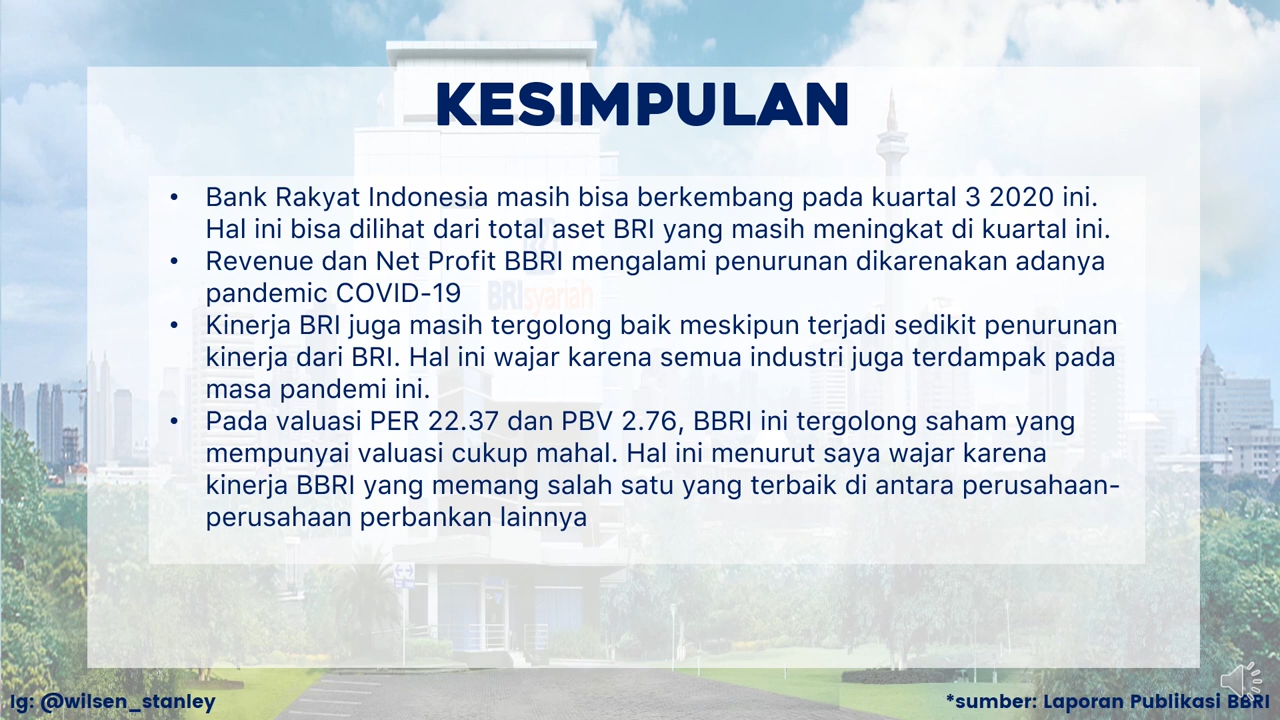 KESIMPULAN
• Bank Rakyat Indonesia masih bisa berkembang pada kuartal 3 2020 ini.
Hal ini bisa dilihat dari total aset BRI yang masih meningkat di kuartal ini.
• Revenue dan Net Profit BBRI mengalami penurunan dikarenakan adanya
pandemic COVID-19
BRIsyariah
• Kinerja BRI juga masih tergolong baik meskipun terjadi sedikit penurunan
kinerja dari BRI. Hal ini wajar karena semua industri juga terdampak pada
masa pandemi ini.
• Pada valuasi PER 22.37 dan PBV 2.76, BBRI ini tergolong saham yang
mempunyai valuasi cukup mahal. Hal ini menurut saya wajar karena
kinerja BBRI yang memang salah satu yang terbaik di antara perusahaan-
perusahaan perbankan lainnya
Ig: @wilsen_stanley
*sumber: Laporan Publikasi BBRI